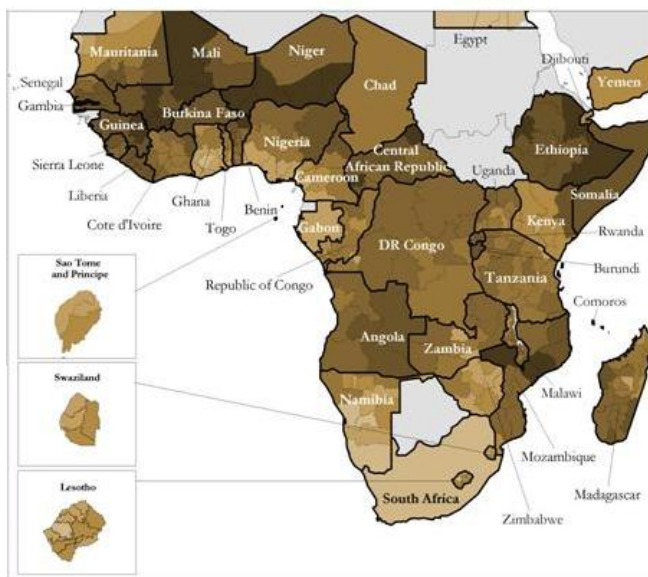 Egypt
Djibouti
Mauritania
Mali
Niger
Chad
Yemen
Senegal
Gambia
Burkina Faso
Guinea
Nigeria
Central
African Republic
Ethiopia
Sierra Leone
Liberia
Cameroon
Uganda
Somalia
Ghana
Benin
Cote d'Ivoire
Togo
Gabon
Kenya
Rwanda
DR Congo
Sao Tome
and Principe
Republic of Congo
Tanzania
Burundi
Comoros
Angola
Zambia
Swaziland
Malawi
Namibia
Mozambique
Lesotho
South Africa
Madagascar
Zimbabwe